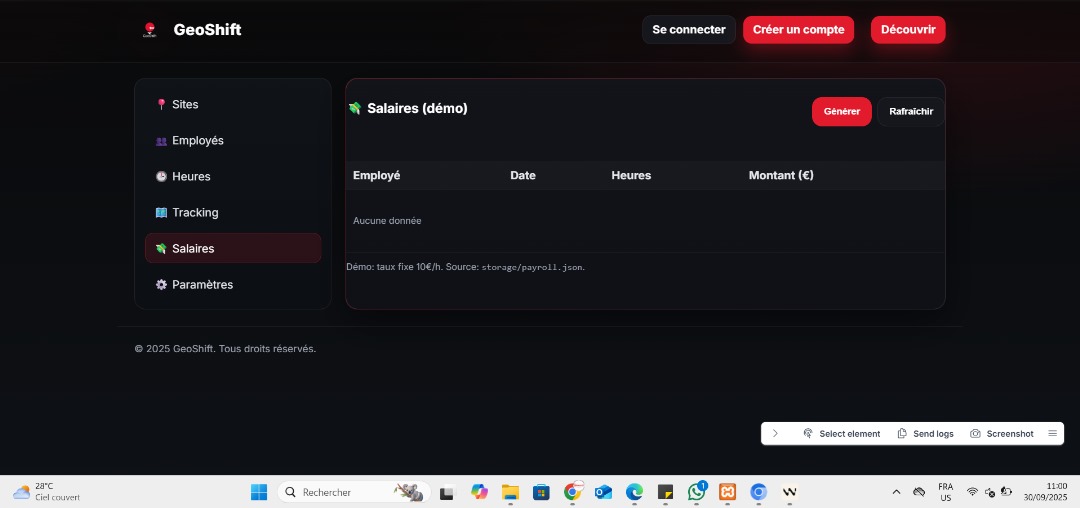 GeoShift
Se connecter
Créer un compte
Découvrir
Sites
Employés
Heures
Tracking
Salaires
Paramètres
Salaires (démo)
Générer
Rafraîchir
Employé Date Heures Montant (€)
Aucune donnée
Démo: taux fixe 10€/h. Source: storage/payroll.json.
© 2025 GeoShift. Tous droits réservés.
Select element
Send logs
Screenshot
28°C
Ciel couvert
Rechercher
1
FRA
US
11:00
30/09/2025